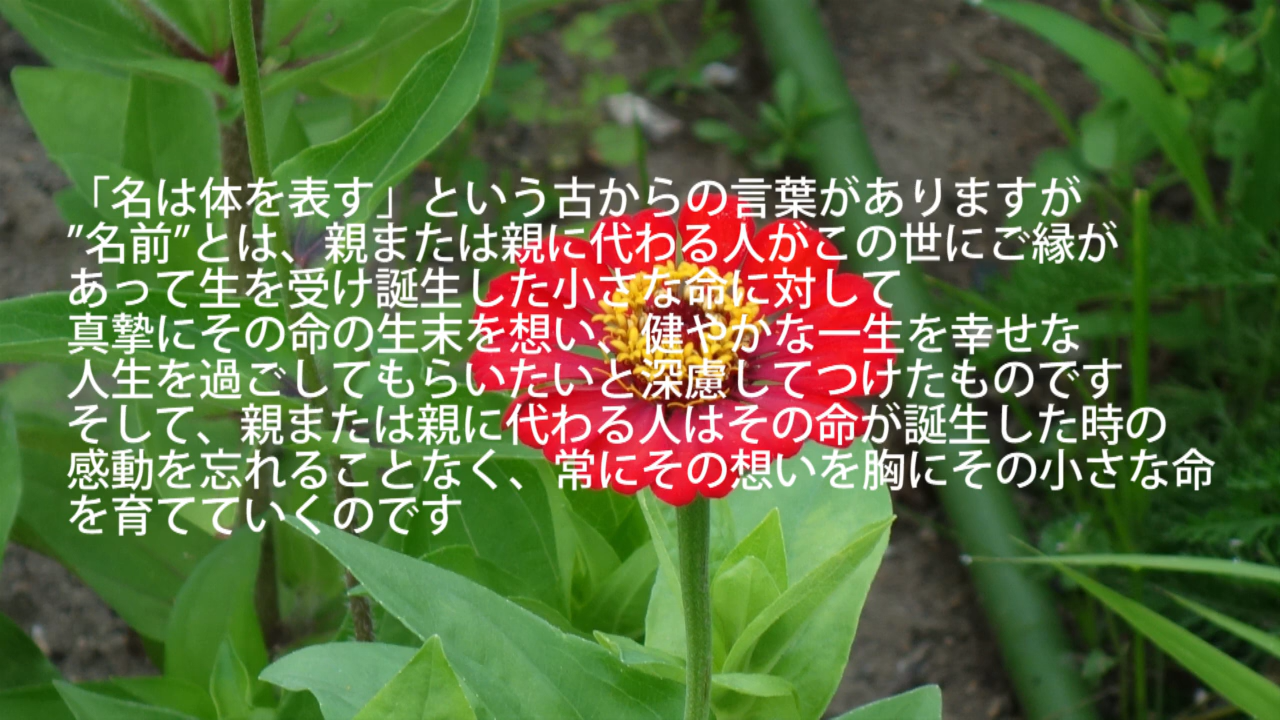 「名は体を表す」という古からの言葉がありますが
”名前”とは、親または親に代わる人がこの世にご縁が
あって生を受け誕生した小さな命に対して
真摯にその命の生末を想い、健やかな一生を幸せな
人生を過ごしてもらいたいと深慮してつけたものです
そして、親または親に代わる人はその命が誕生した時の
感動を忘れることなく、常にその想いを胸にその小さな命
を育てていくのです